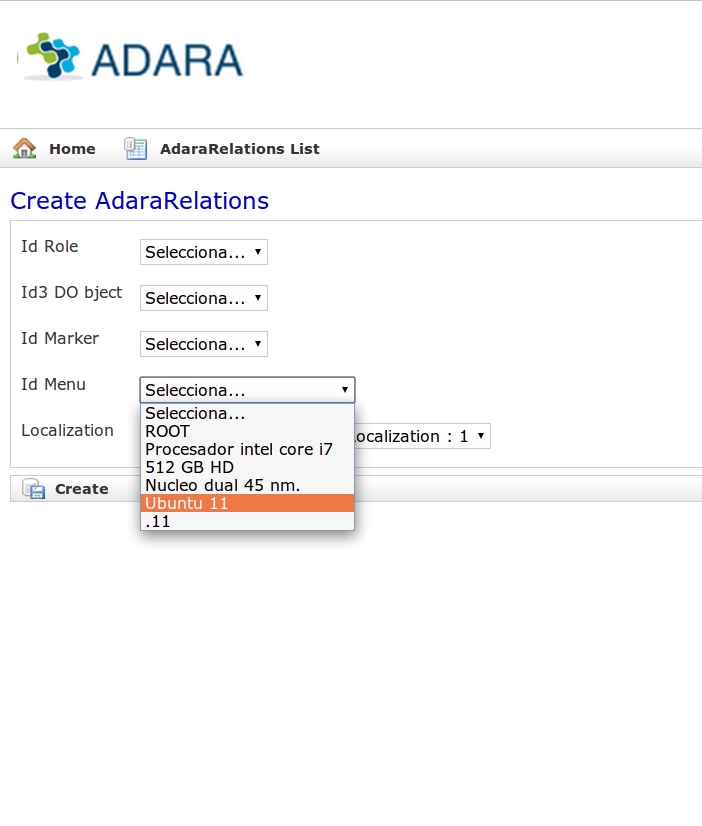 ADARA
Home AdaraRelations List
Create AdaraRelations
Id Role Selecciona...
Id3 DO bject Selecciona...
Id Marker Selecciona...
Id Menu Selecciona...
Selecciona...
ROOT
Procesador intel core i7
512 GB HD
Nucleo dual 45 nm.
Ubuntu 11
.11
Localization ocalization : 1
Create